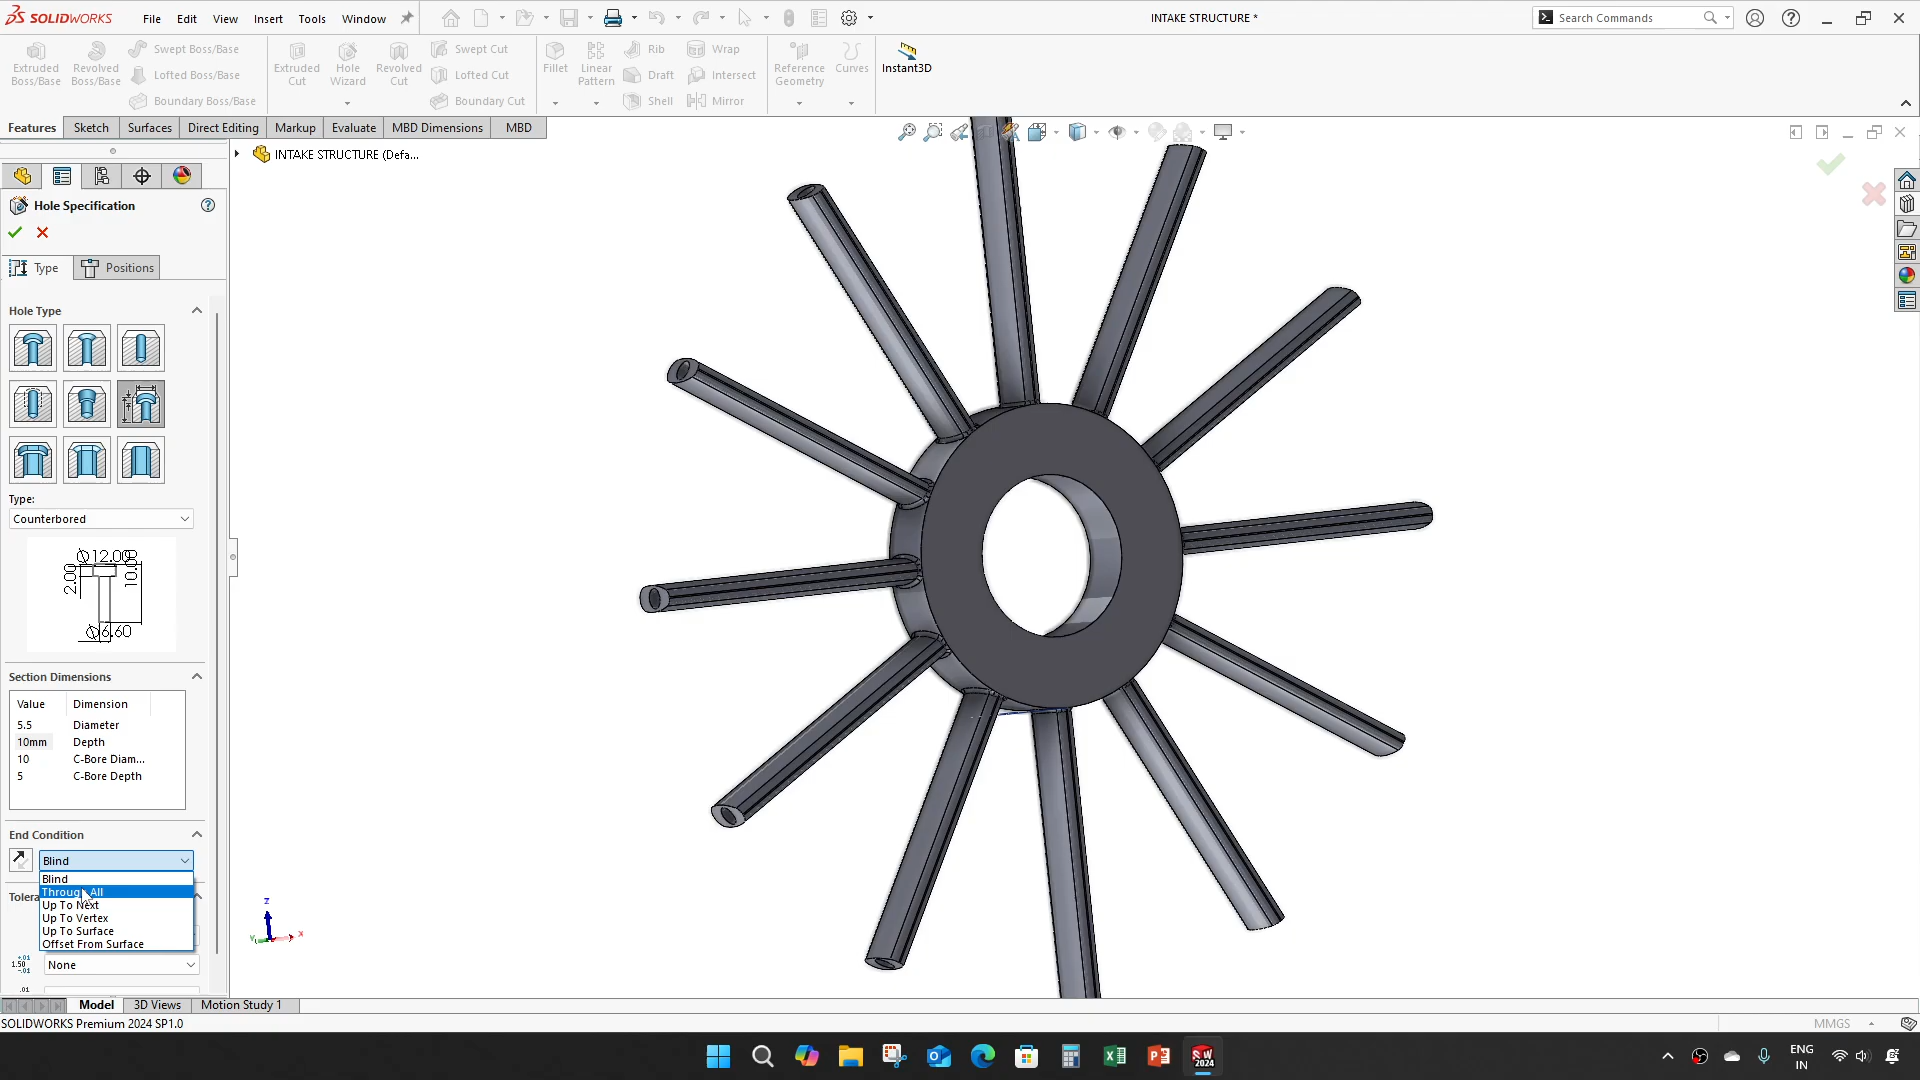 SOLIDWORKS File Edit View Insert Tools Window
INTAKE STRUCTURE *
Search Commands
Extruded Boss/Base
Revolved Boss/Base
Swept Boss/Base
Lofted Boss/Base
Boundary Boss/Base
Extruded Cut
Hole Wizard
Revolved Cut
Swept Cut
Lofted Cut
Boundary Cut
Fillet
Linear Pattern
Rib
Draft
Shell
Wrap
Intersect
Mirror
Reference Geometry
Curves
Instant3D
Features Sketch Surfaces Direct Editing Markup Evaluate MBD Dimensions MBD
INTAKE STRUCTURE (Defa...
Hole Specification
Type Positions
Hole Type
Type:
Counterbored
Ø12.00
2.00
10.00
Ø6.60
Section Dimensions
Value Dimension
5.5 Diameter
10mm Depth
10 C-Bore Diam...
5 C-Bore Depth
End Condition
Blind
Blind
Through All
Up To Next
Up To Vertex
Up To Surface
Offset From Surface
Tolera
1.50
None
.01
Z
X
Y
Model 3D Views Motion Study 1
SOLIDWORKS Premium 2024 SP1.0
MMGS
SW 2024
ENG
IN